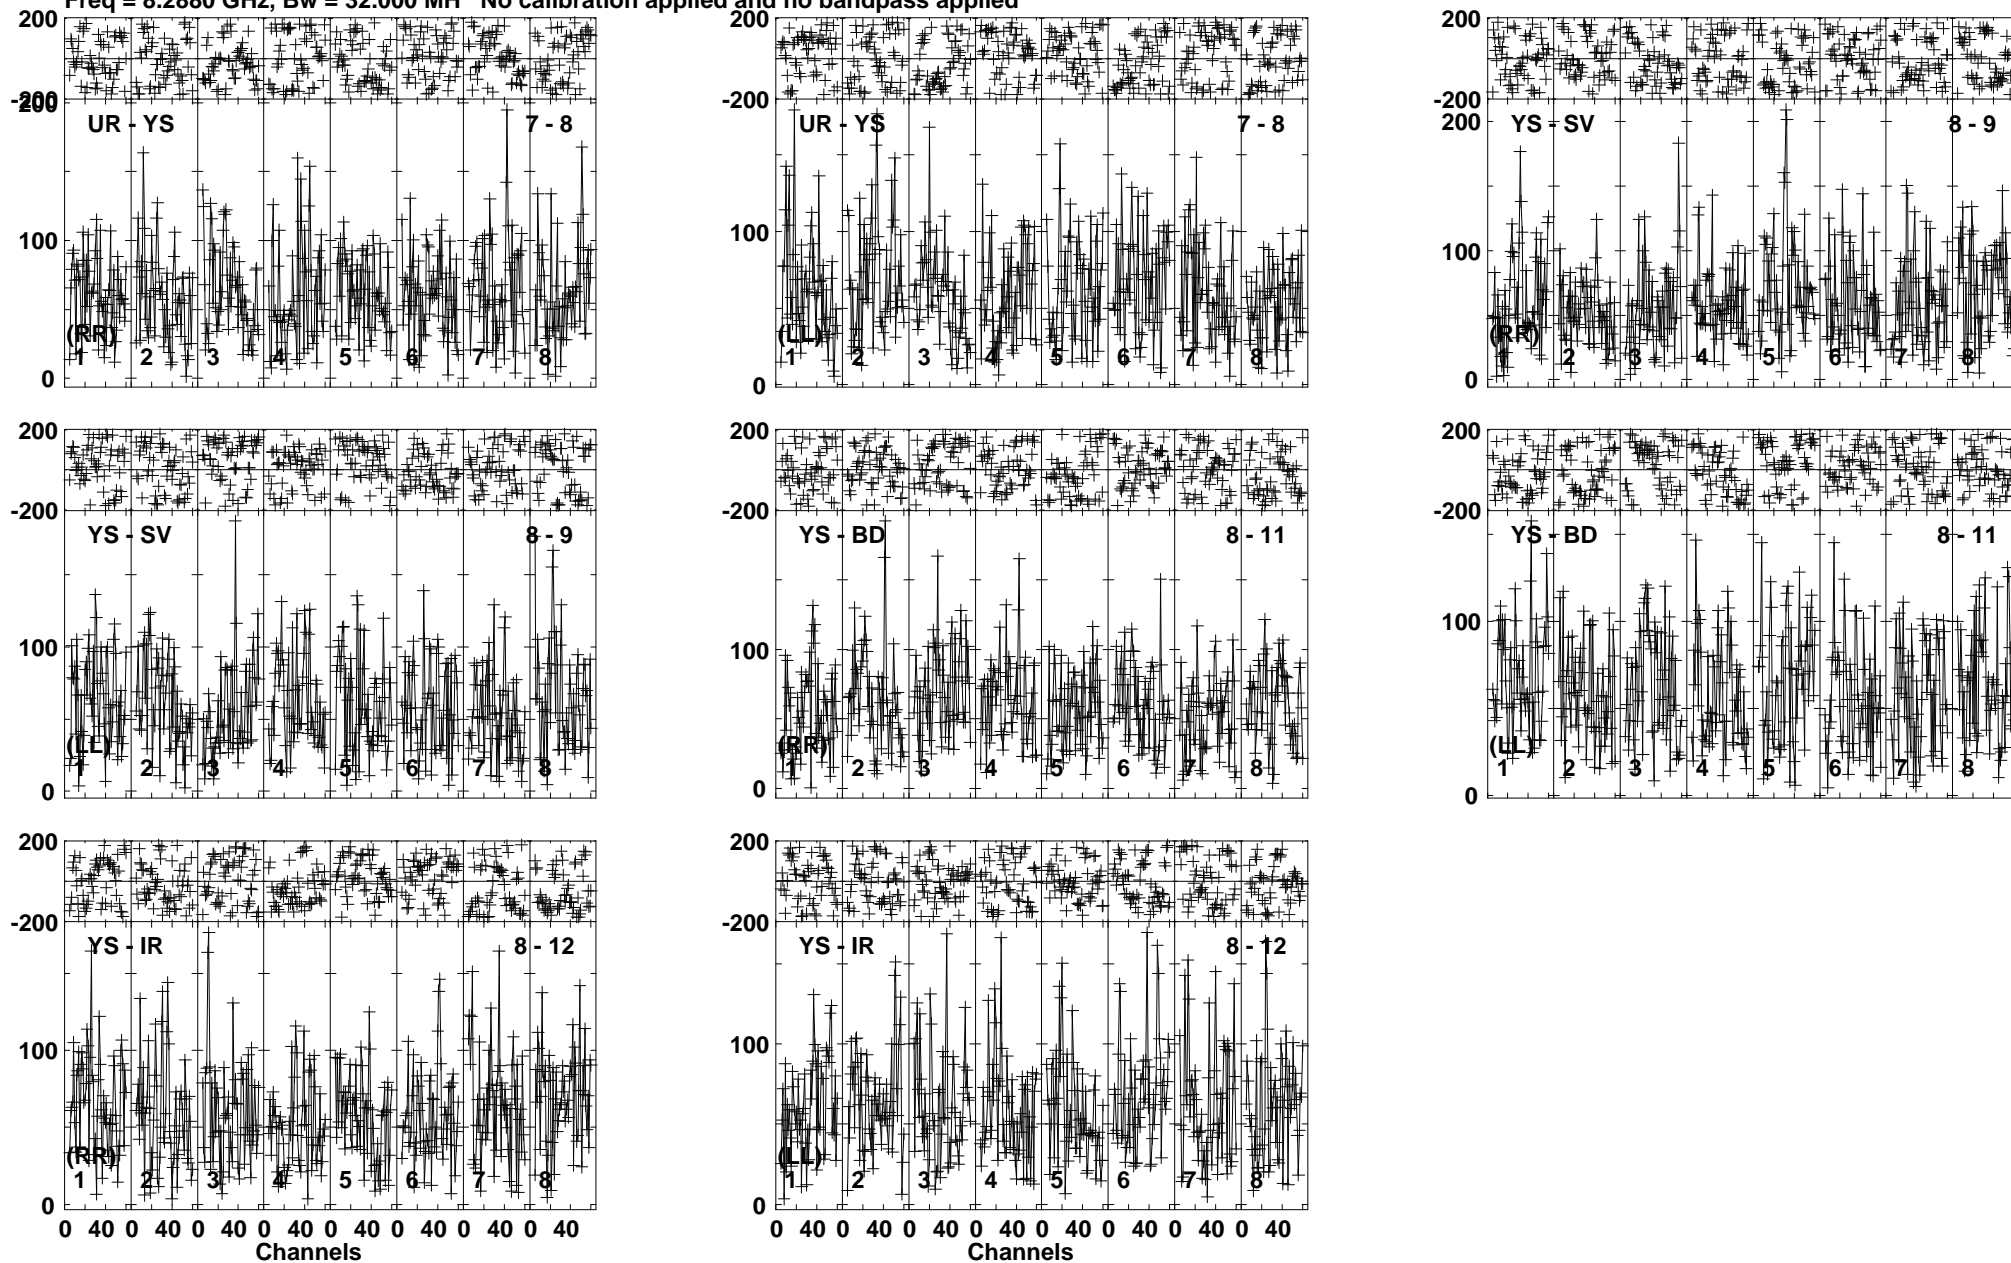 Freq = 8.2880 GHz, Bw = 32.000 MH No calibration applied and no bandpass applied
200 200 200
-200 -200 -200
200 200
UR - YS 7 - 8 UR - YS 7 - 8 YS - SV 8 - 9
100 100 100
(RR) (LL) (RR)
1 2 3 4 5 6 7 8 1 2 3 4 5 6 7 8 1 2 3 4 5 6 7 8
0 0 0
200 200 200
-200 -200 -200
YS - SV 8 - 9 YS - BD 8 - 11 YS - BD 8 - 11
100 100 100
(LL) (RR) (LL)
1 2 3 4 5 6 7 8 1 2 3 4 5 6 7 8 1 2 3 4 5 6 7 8
0 0 0
200 200
-200 -200
YS - IR 8 - 12 YS - IR 8 - 12
100 100
(RR) (LL)
1 2 3 4 5 6 7 8 1 2 3 4 5 6 7 8
0 0
0 40 0 40 0 40 0 40 0 40 0 40 0 40 0 40 0 40 0 40 0 40 0 40 0 40 0 40 0 40 0 40
Channels Channels